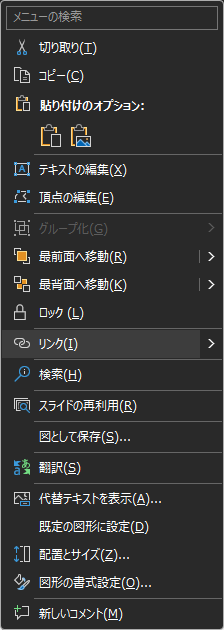 メニューの検索
切り取り(T)
コピー(C)
貼り付けのオプション:
テキストの編集(X)
頂点の編集(E)
グループ化(G)
最前面へ移動(R)
最背面へ移動(K)
ロック (L)
リンク(I)
検索(H)
スライドの再利用(R)
図として保存(S)...
翻訳(S)
代替テキストを表示(A)...
既定の図形に設定(D)
配置とサイズ(Z)...
図形の書式設定(O)...
新しいコメント(M)